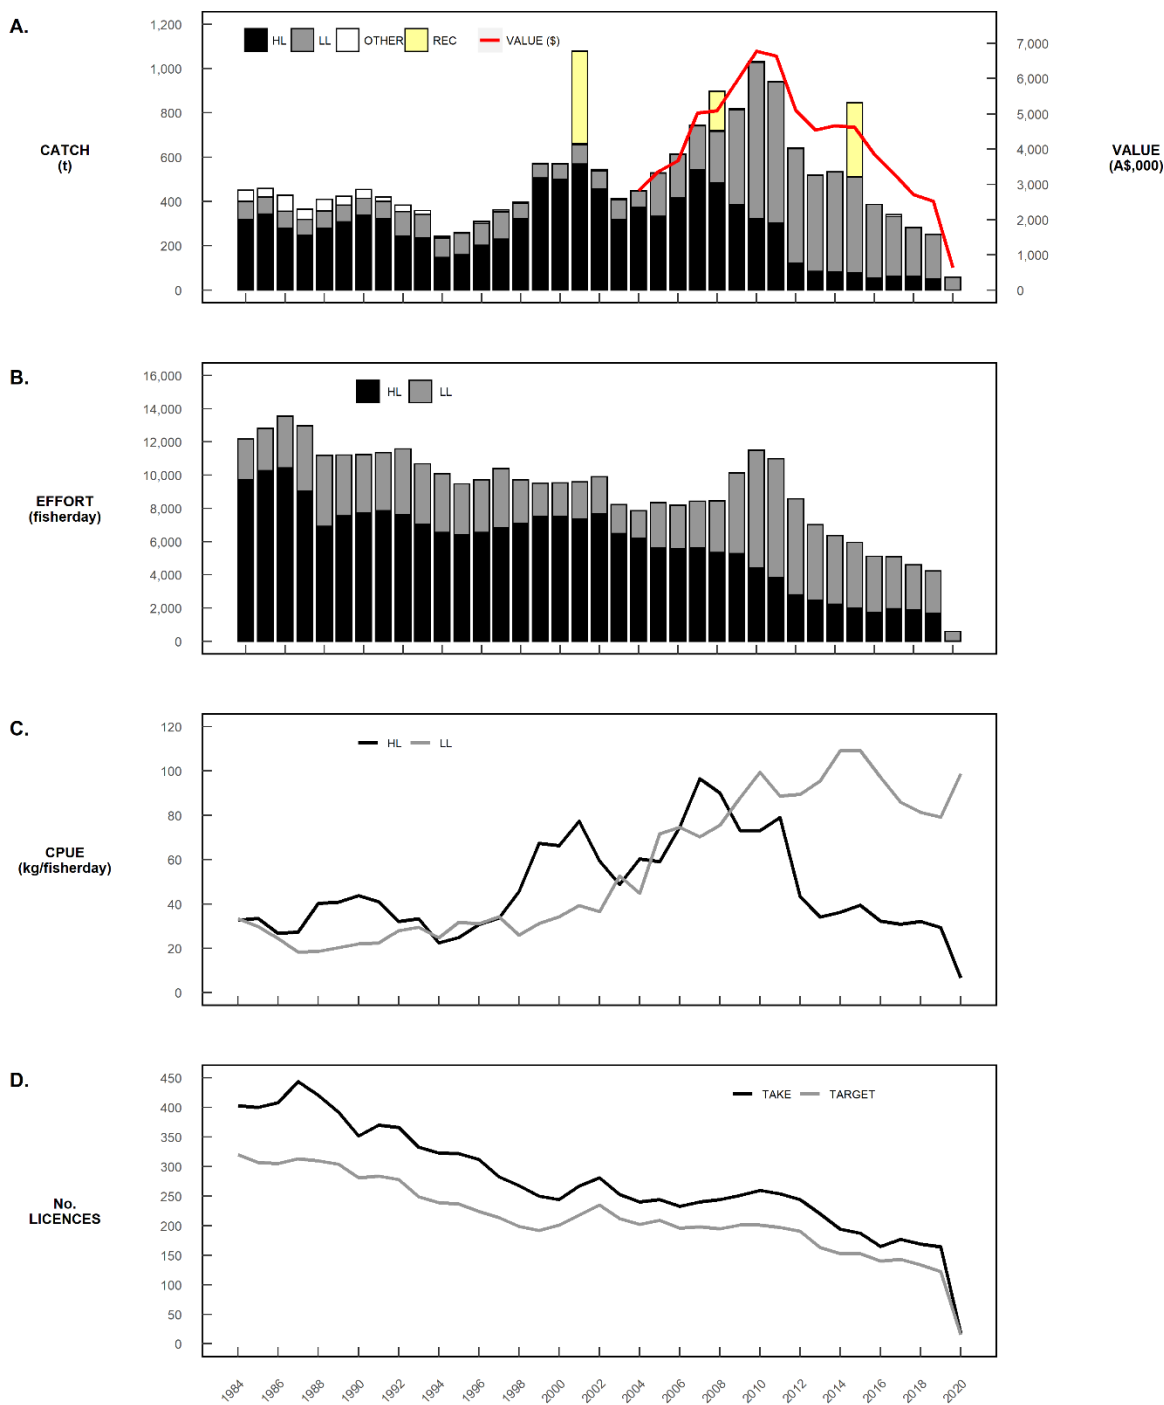 A.
CATCH
(t)
1,200
1,000
800
600
400
200
0
HL LL OTHER REC VALUE ($)
7,000
6,000
5,000
4,000
3,000
2,000
1,000
0
VALUE
(A$,000)
B.
EFFORT
(fisherday)
16,000
14,000
12,000
10,000
8,000
6,000
4,000
2,000
0
HL LL
C.
CPUE
(kg/fisherday)
120
100
80
60
40
20
0
HL LL
D.
No.
LICENCES
450
400
350
300
250
200
150
100
50
0
TAKE TARGET
1984 1986 1988 1990 1992 1994 1996 1998 2000 2002 2004 2006 2008 2010 2012 2014 2016 2018 2020